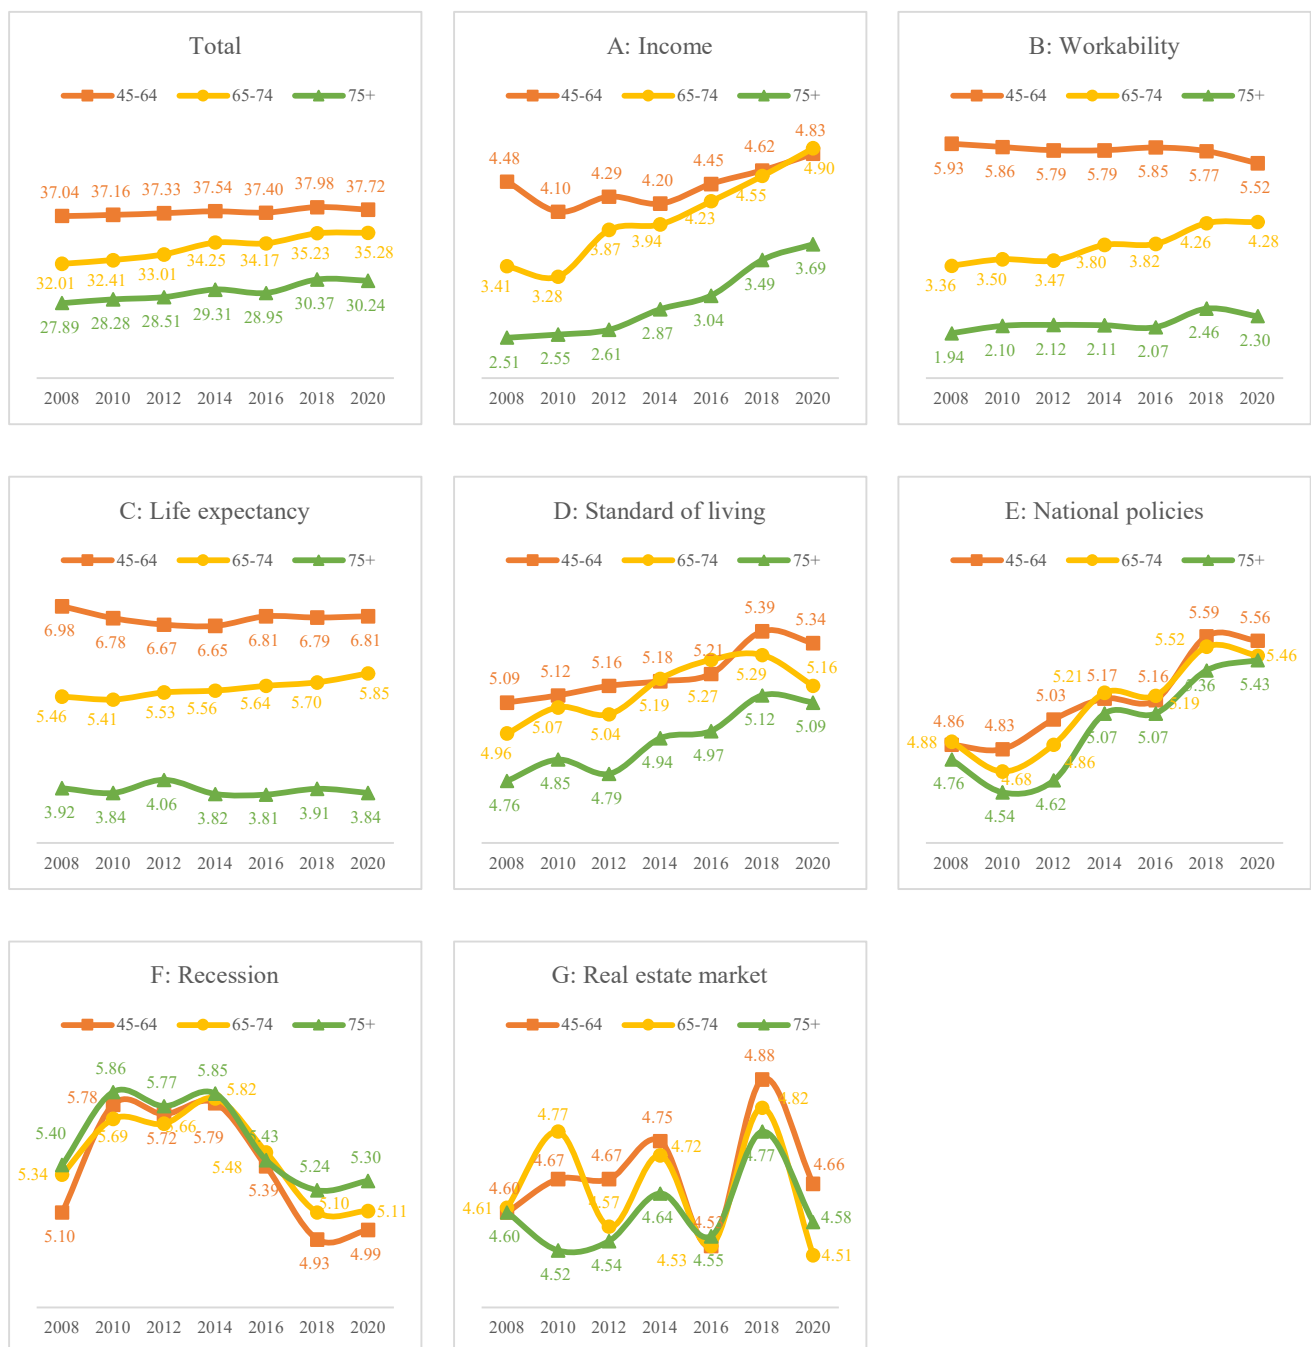 Total
45-64 65-74 75+
37.04 37.16 37.33 37.54 37.40 37.98 37.72
32.01 32.41 33.01 34.25 34.17 35.23 35.28
27.89 28.28 28.51 29.31 28.95 30.37 30.24
2008 2010 2012 2014 2016 2018 2020
A: Income
45-64 65-74 75+
4.48 4.10 4.29 4.20 4.45 4.62 4.83
3.41 3.28 3.87 3.94 4.23 4.55 4.90
2.51 2.55 2.61 2.87 3.04 3.49 3.69
2008 2010 2012 2014 2016 2018 2020
B: Workability
45-64 65-74 75+
5.93 5.86 5.79 5.79 5.85 5.77 5.52
3.36 3.50 3.47 3.80 3.82 4.26 4.28
1.94 2.10 2.12 2.11 2.07 2.46 2.30
2008 2010 2012 2014 2016 2018 2020
C: Life expectancy
45-64 65-74 75+
6.98 6.78 6.67 6.65 6.81 6.79 6.81
5.46 5.41 5.53 5.56 5.64 5.70 5.85
3.92 3.84 4.06 3.82 3.81 3.91 3.84
2008 2010 2012 2014 2016 2018 2020
D: Standard of living
45-64 65-74 75+
5.09 5.12 5.16 5.18 5.21 5.39 5.34
4.96 5.07 5.04 5.19 5.27 5.29 5.16
4.76 4.85 4.79 4.94 4.97 5.12 5.09
2008 2010 2012 2014 2016 2018 2020
E: National policies
45-64 65-74 75+
4.86 4.83 5.03 5.17 5.16 5.59 5.56
4.88 4.68 4.86 5.21 5.19 5.52 5.46
4.76 4.54 4.62 5.07 5.07 5.36 5.43
2008 2010 2012 2014 2016 2018 2020
F: Recession
45-64 65-74 75+
5.10 5.78 5.72 5.79 5.39 4.93 4.99
5.34 5.69 5.66 5.82 5.48 5.10 5.11
5.40 5.86 5.77 5.85 5.43 5.24 5.30
2008 2010 2012 2014 2016 2018 2020
G: Real estate market
45-64 65-74 75+
4.60 4.67 4.67 4.75 4.88 4.66
4.61 4.77 4.57 4.72 4.53 4.82 4.51
4.60 4.52 4.54 4.64 4.55 4.77 4.58
2008 2010 2012 2014 2016 2018 2020